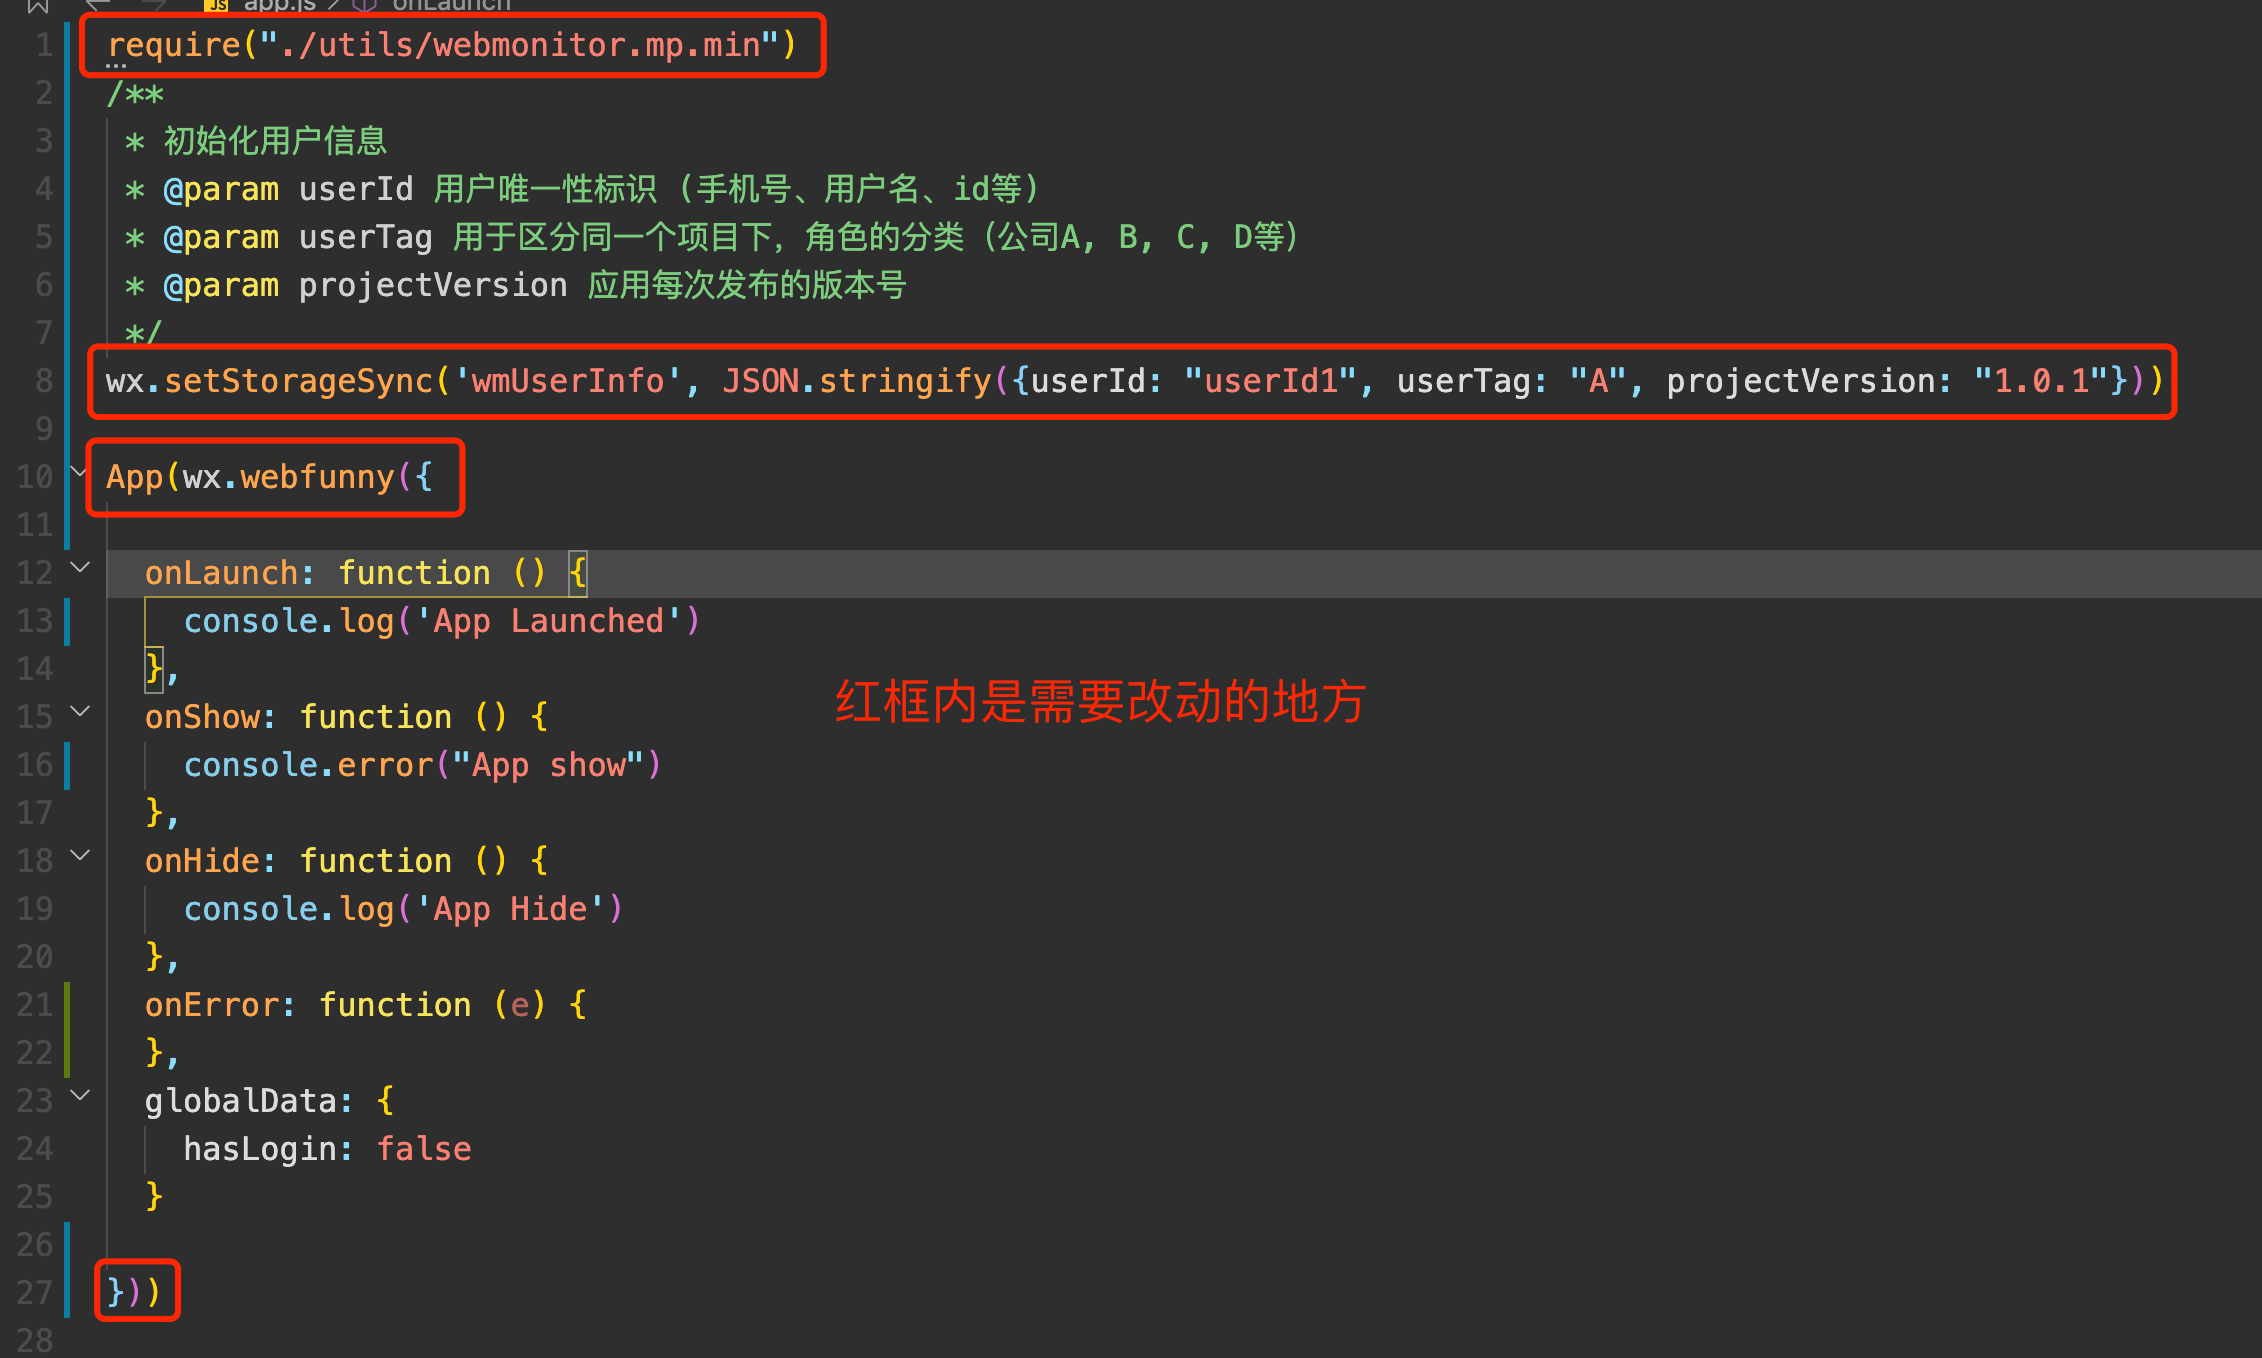 app.js > onLaunch
1 require("./utils/webmonitor.mp.min")
2 /**
3 * 初始化用户信息
4 * @param userId 用户唯一性标识 (手机号、用户名、id等)
5 * @param userTag 用于区分同一个项目下, 角色的分类 (公司A, B, C, D等)
6 * @param projectVersion 应用每次发布的版本号
7 */
8 wx.setStorageSync('wmUserInfo', JSON.stringify({userId: "userId1", userTag: "A", projectVersion: "1.0.1"}))
9
10 App(wx.webfunny({
11
12 onLaunch: function () {
13 console.log('App Launched')
14 },
红框内是需要改动的地方
15 onShow: function () {
16 console.error("App show")
17 },
18 onHide: function () {
19 console.log('App Hide')
20 },
21 onError: function (e) {
22 },
23 globalData: {
24 hasLogin: false
25 }
26
27 }))
28